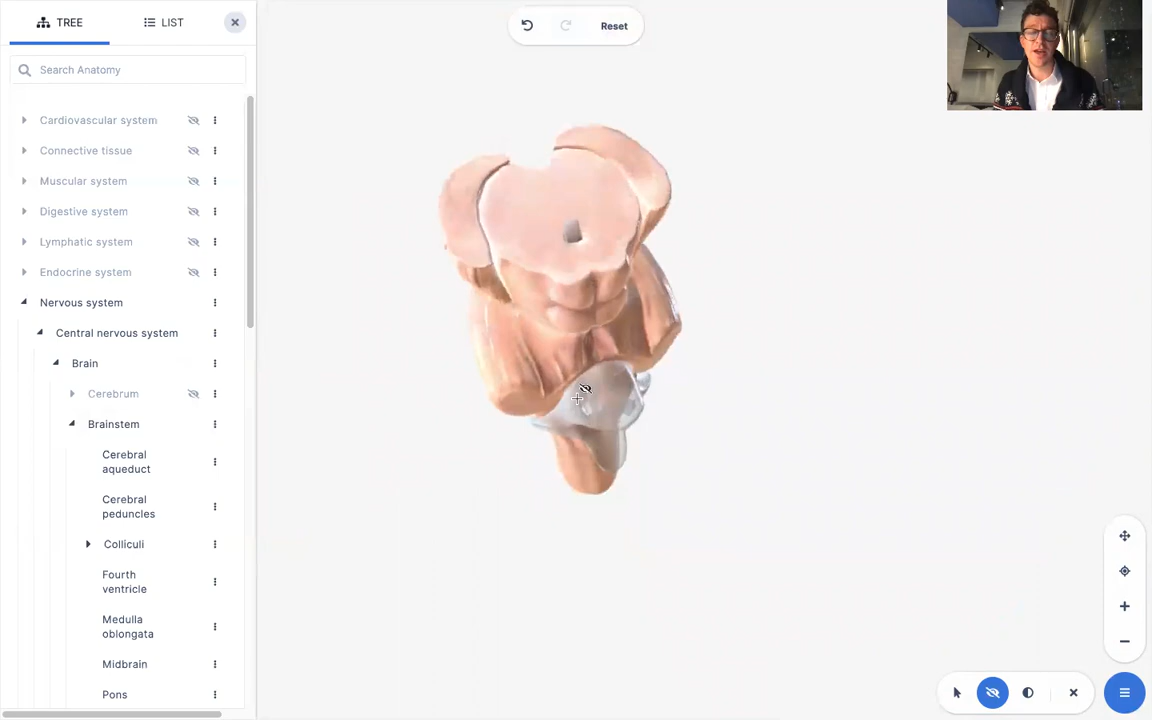 TREE
LIST
Reset
Search Anatomy
Cardiovascular system
Connective tissue
Muscular system
Digestive system
Lymphatic system
Endocrine system
Nervous system
Central nervous system
Brain
Cerebrum
Brainstem
Cerebral
aqueduct
Cerebral
peduncles
Colliculi
Fourth
ventricle
Medulla
oblongata
Midbrain
Pons